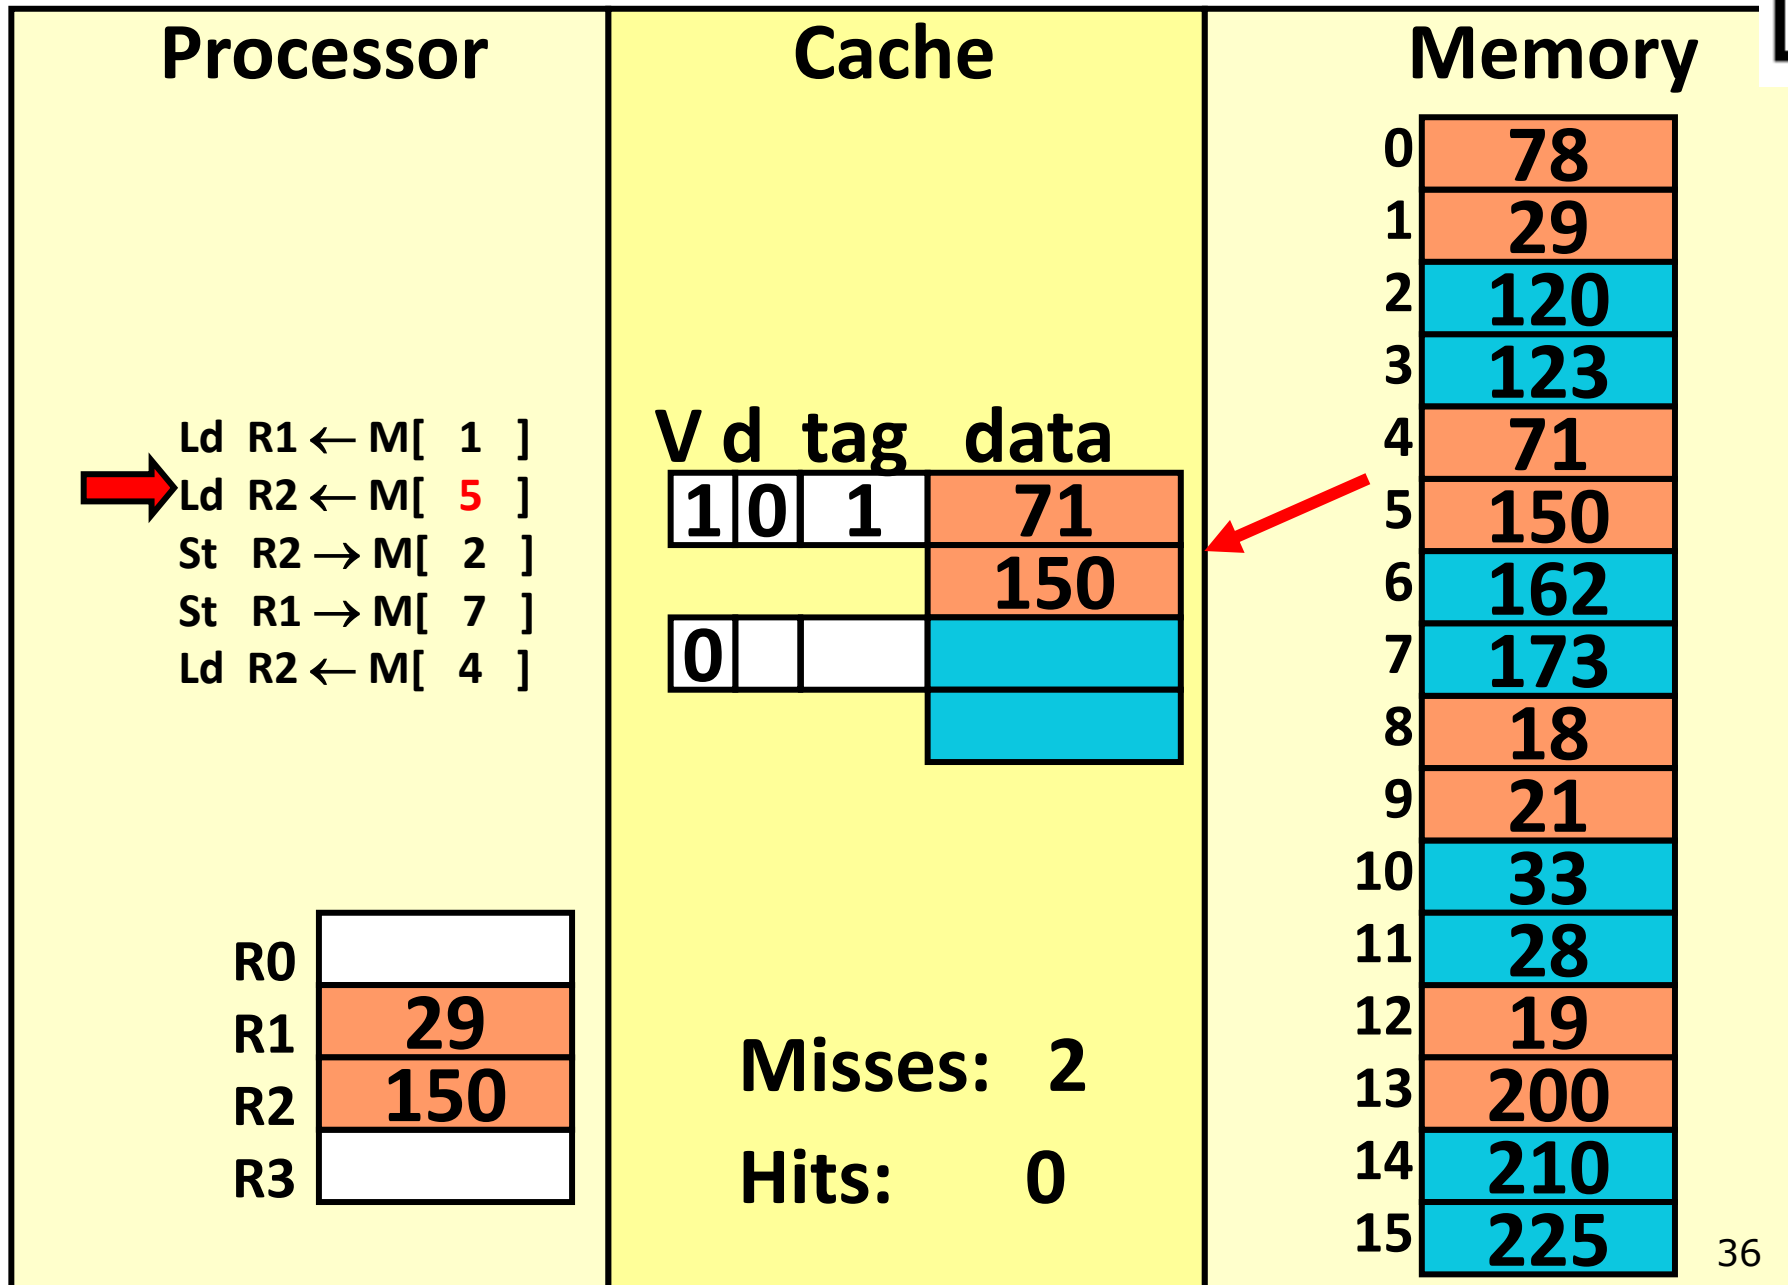 Processor
Ld R1 ← M[ 1 ]
Ld R2 ← M[ 5 ]
St R2 → M[ 2 ]
St R1 → M[ 7 ]
Ld R2 ← M[ 4 ]
R0
R1 29
R2 150
R3
Cache
V d tag data
1 0 1 71
150
0
Misses: 2
Hits: 0
Memory
0 78
1 29
2 120
3 123
4 71
5 150
6 162
7 173
8 18
9 21
10 33
11 28
12 19
13 200
14 210
15 225
36